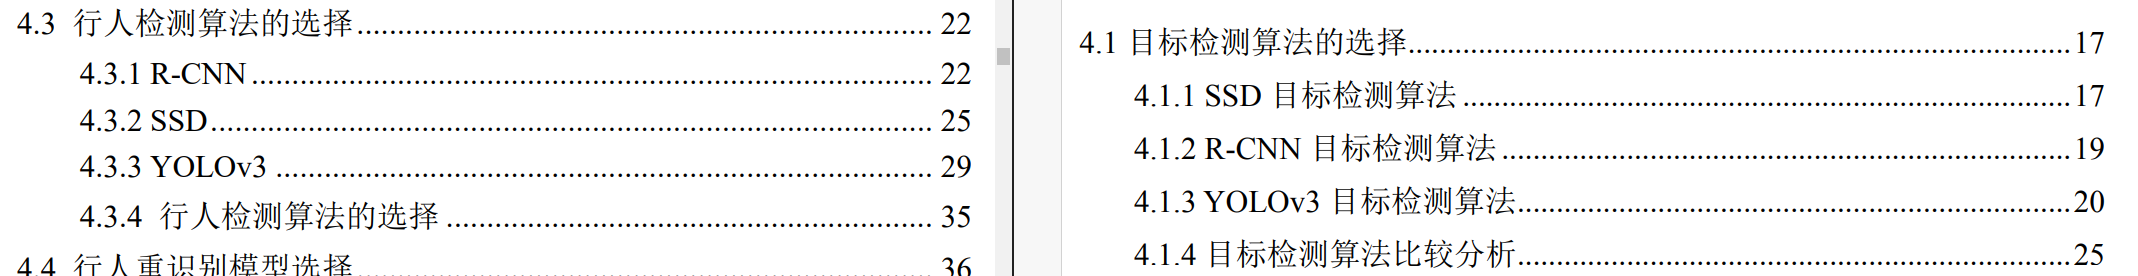 4.3 行人检测算法的选择........................ 22
4.3.1 R-CNN........................ 22
4.3.2 SSD........................ 25
4.3.3 YOLOv3........................ 29
4.3.4 行人检测算法的选择........................ 35
4.4 行人重识别模型选择........................ 36
4.1 目标检测算法的选择........................17
4.1.1 SSD 目标检测算法........................17
4.1.2 R-CNN 目标检测算法........................19
4.1.3 YOLOv3 目标检测算法........................20
4.1.4 目标检测算法比较分析........................25